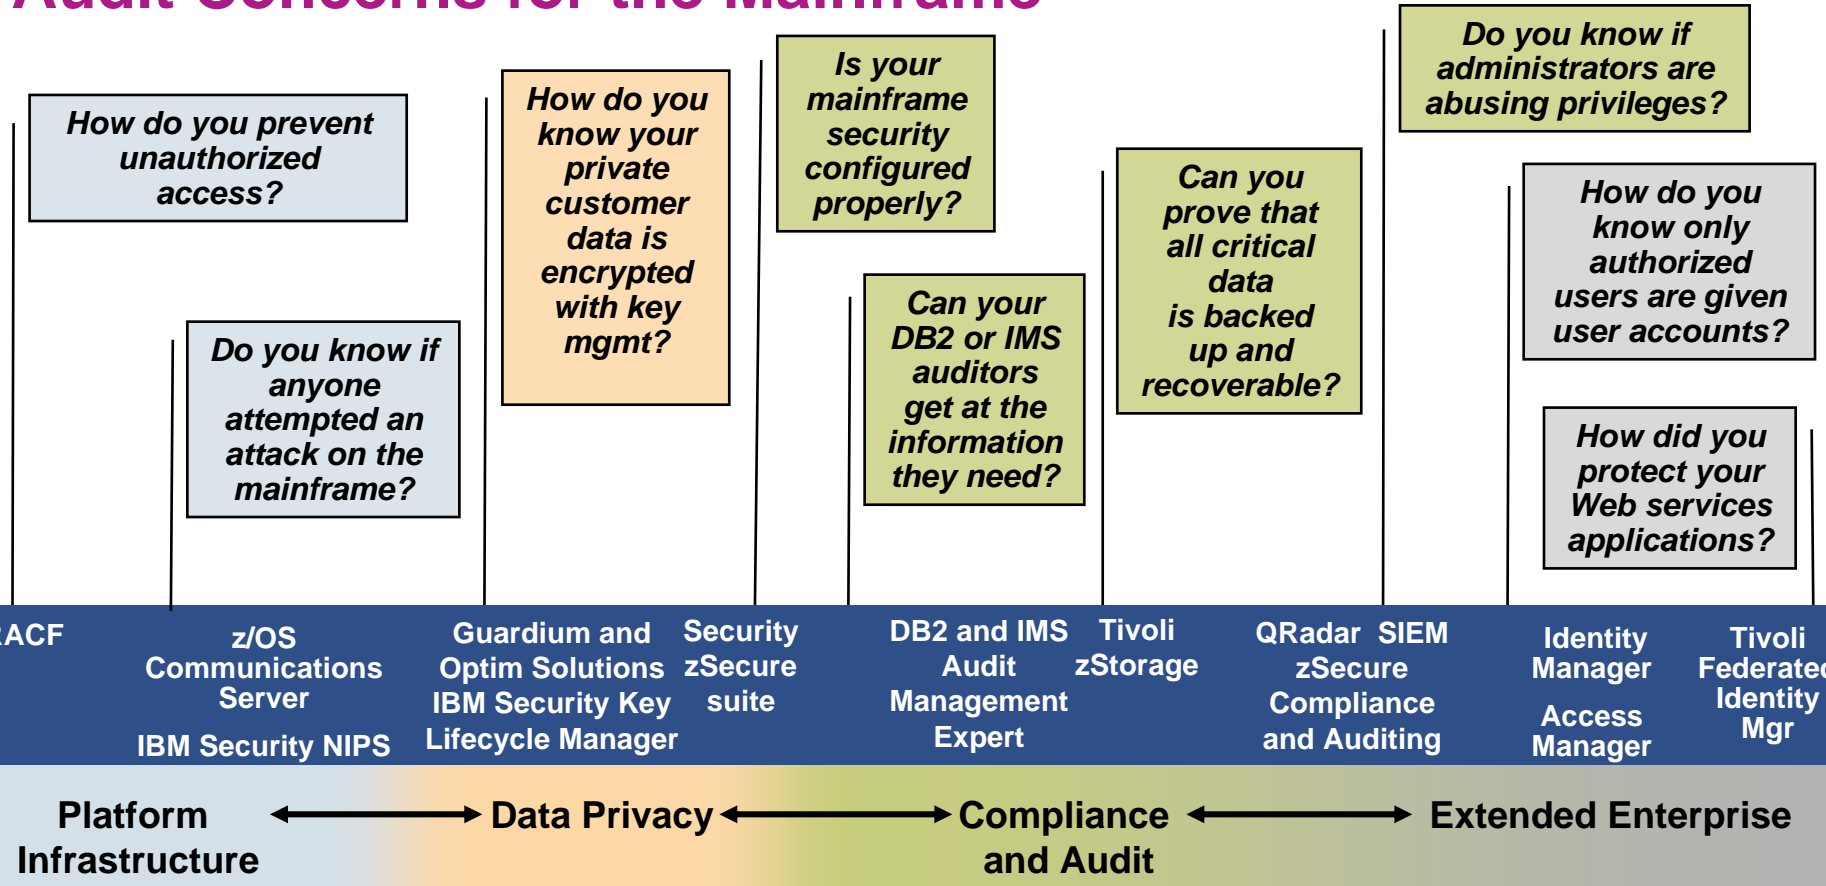 Audit Concerns for the Mainframe
How do you prevent
unauthorized
access?
Do you know if
anyone
attempted an
attack on the
mainframe?
How do you
know your
private
customer
data is
encrypted
with key
mgmt?
Is your
mainframe
security
configured
properly?
Can your
DB2 or IMS
auditors
get at the
information
they need?
Can you
prove that
all critical
data
is backed
up and
recoverable?
Do you know if
administrators are
abusing privileges?
How do you
know only
authorized
users are given
user accounts?
How did you
protect your
Web services
applications?
RACF
z/OS
Communications
Server
IBM Security NIPS
Guardium and
Optim Solutions
IBM Security Key
Lifecycle Manager
Security
zSecure
suite
DB2 and IMS
Audit
Management
Expert
Tivoli
zStorage
QRadar SIEM
zSecure
Compliance
and Auditing
Identity
Manager
Access
Manager
Tivoli
Federated
Identity
Mgr
Platform
Infrastructure
Data Privacy
Compliance
and Audit
Extended Enterprise